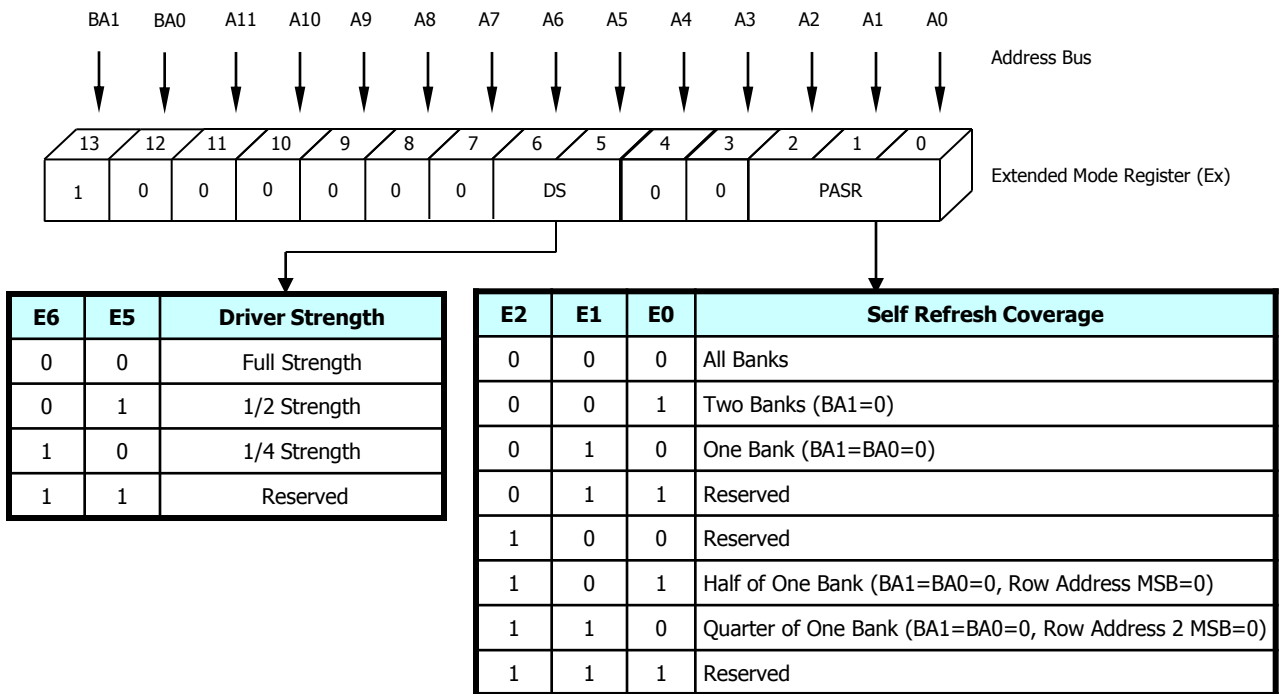 BA1 BA0 A11 A10 A9 A8 A7 A6 A5 A4 A3 A2 A1 A0
Address Bus
13 12 11 10 9 8 7 6 5 4 3 2 1 0
Extended Mode Register (Ex)
1 0 0 0 0 0 0 DS 0 0 PASR
E6 E5 Driver Strength
0 0 Full Strength
0 1 1/2 Strength
1 0 1/4 Strength
1 1 Reserved
E2 E1 E0 Self Refresh Coverage
0 0 0 All Banks
0 0 1 Two Banks (BA1=0)
0 1 0 One Bank (BA1=BA0=0)
0 1 1 Reserved
1 0 0 Reserved
1 0 1 Half of One Bank (BA1=BA0=0, Row Address MSB=0)
1 1 0 Quarter of One Bank (BA1=BA0=0, Row Address 2 MSB=0)
1 1 1 Reserved